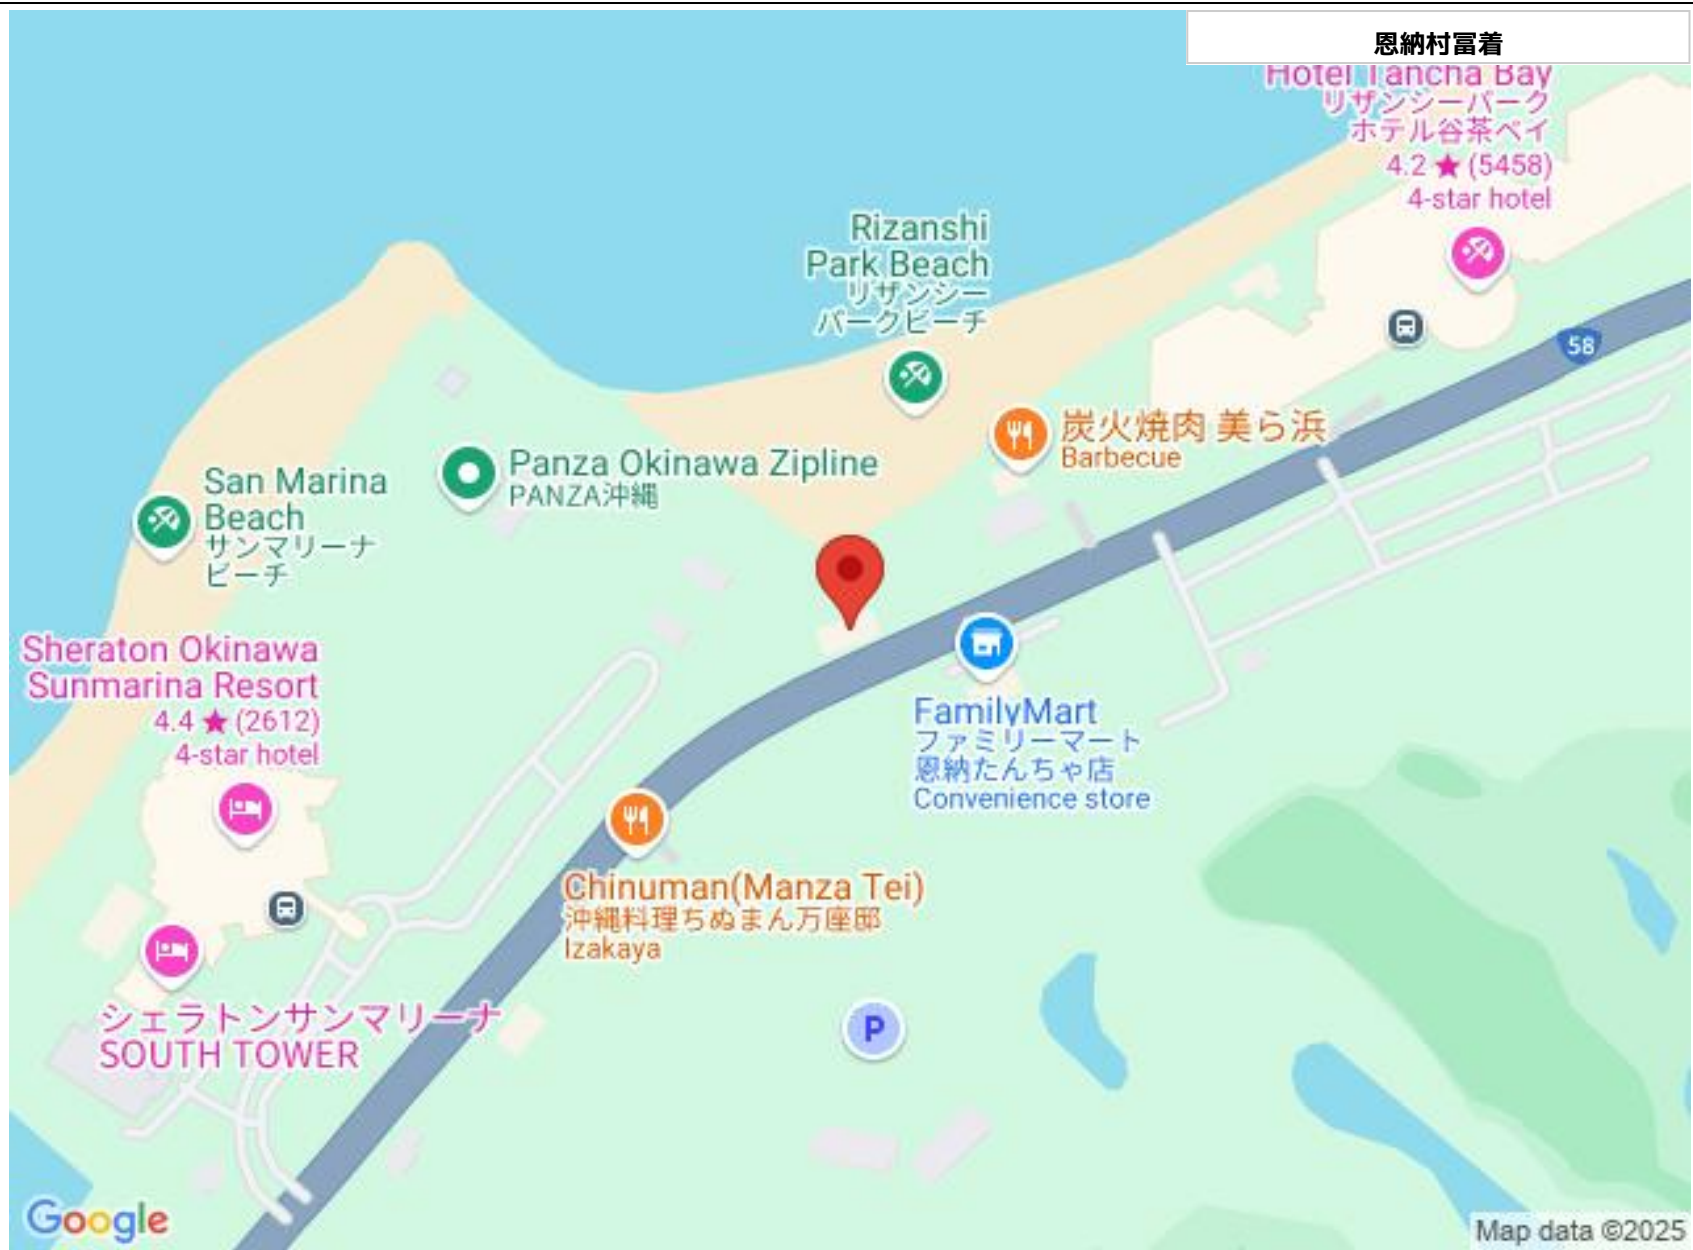 恩納村冨着
Hotel Tancha Bay
リザンシーパーク
ホテル谷茶ベイ
4.2 ★ (5458)
4-star hotel
Rizanshi
Park Beach
リザンシー
パークビーチ
58
炭火焼肉 美ら浜
Barbecue
Panza Okinawa Zipline
PANZA沖縄
San Marina
Beach
サンマリーナ
ビーチ
Sheraton Okinawa
Sunmarina Resort
4.4 ★ (2612)
4-star hotel
FamilyMart
ファミリーマート
恩納たんちゃ店
Convenience store
Chinuman(Manza Tei)
沖縄料理ちぬまん万座邸
Izakaya
シェラトンサンマリーナ
SOUTH TOWER
P
Google
Map data ©2025